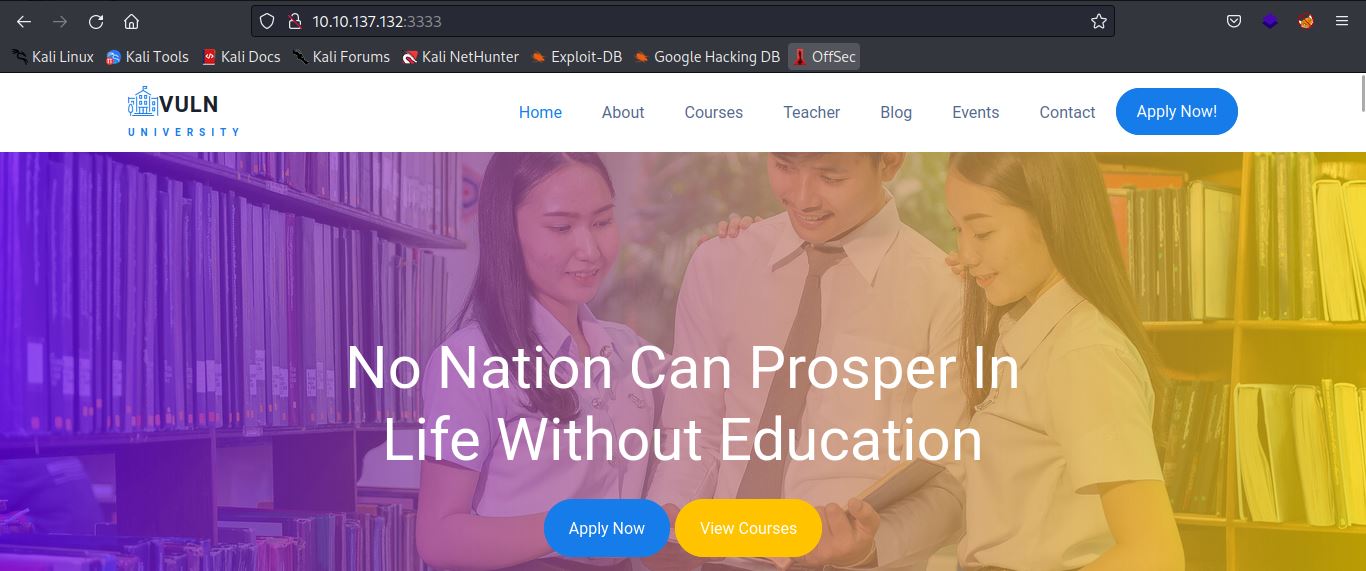 10.10.137.132:3333
Kali Linux Kali Tools Kali Docs Kali Forums Kali NetHunter Exploit-DB Google Hacking DB OffSec
VULN
UNIVERSITY
Home About Courses Teacher Blog Events Contact Apply Now!
No Nation Can Prosper In
Life Without Education
Apply Now View Courses